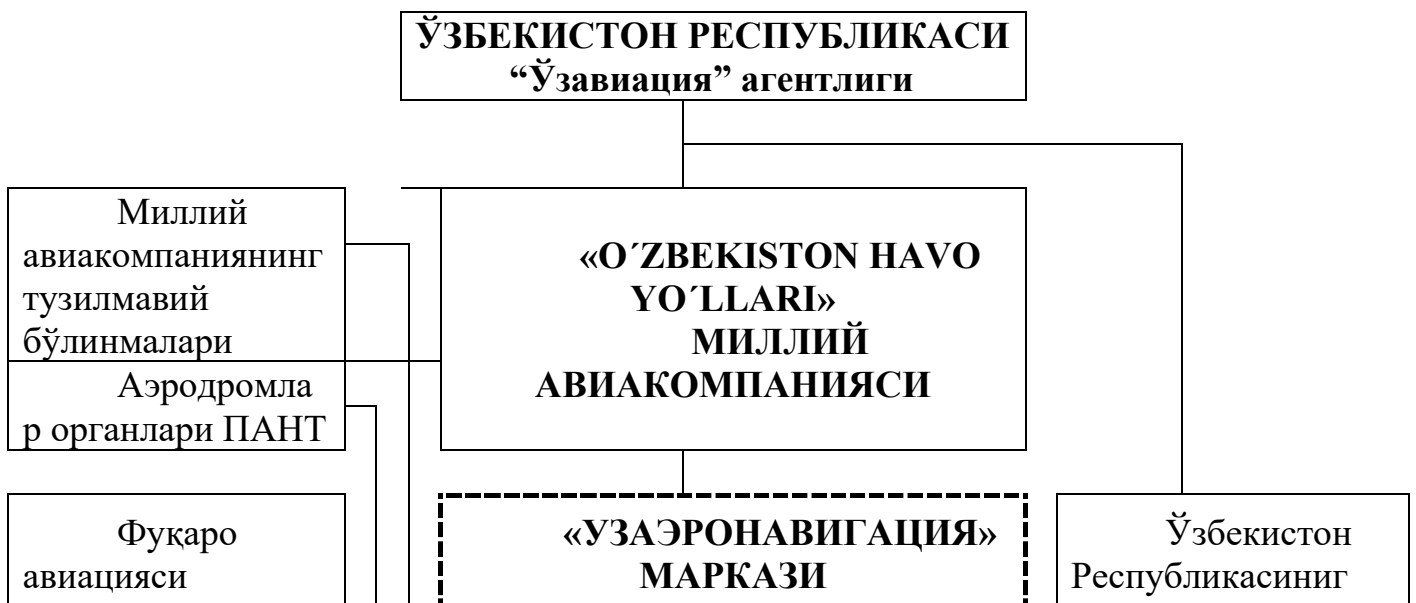 ЎЗБЕКИСТОН РЕСПУБЛИКАСИ
“Ўзавиация” агентлиги
Миллий
авиакомпаниянинг
тузилмавий
бўлинмалари
Аэродромла
р органлари ПАНТ
«O´ZBEKISTON HAVO
YO´LLARI»
МИЛЛИЙ
АВИАКОМПАНИЯСИ
Фуқаро
авиацияси
«УЗАЭРОНАВИГАЦИЯ»
МАРКАЗИ
Ўзбекистон
Республикасиниг